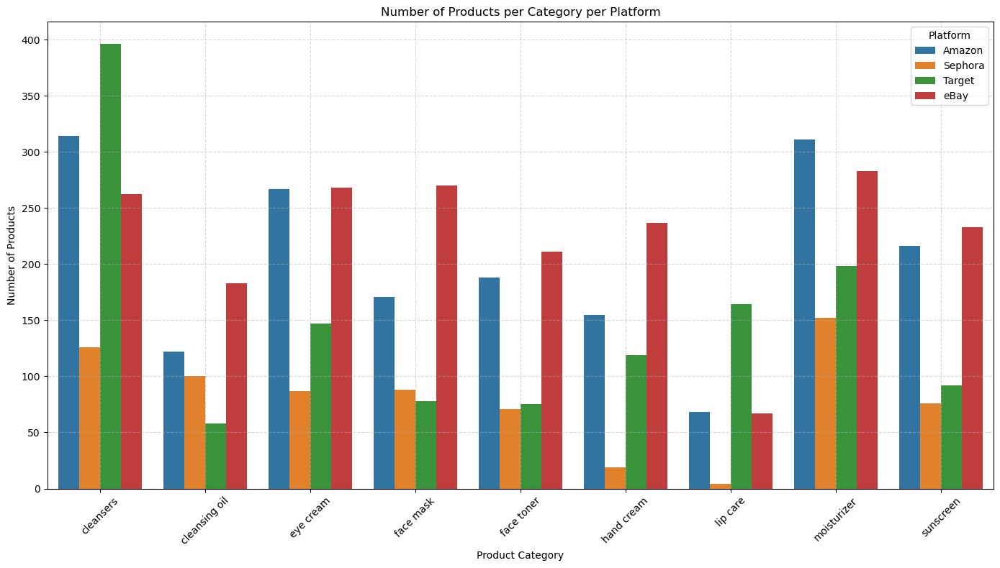 Number of Products per Category per Platform
Platform
Amazon
Sephora
Target
eBay
Number of Products
400
350
300
250
200
150
100
50
0
cleansers
cleansing oil
eye cream
face mask
face toner
hand cream
lip care
moisturizer
sunscreen
Product Category